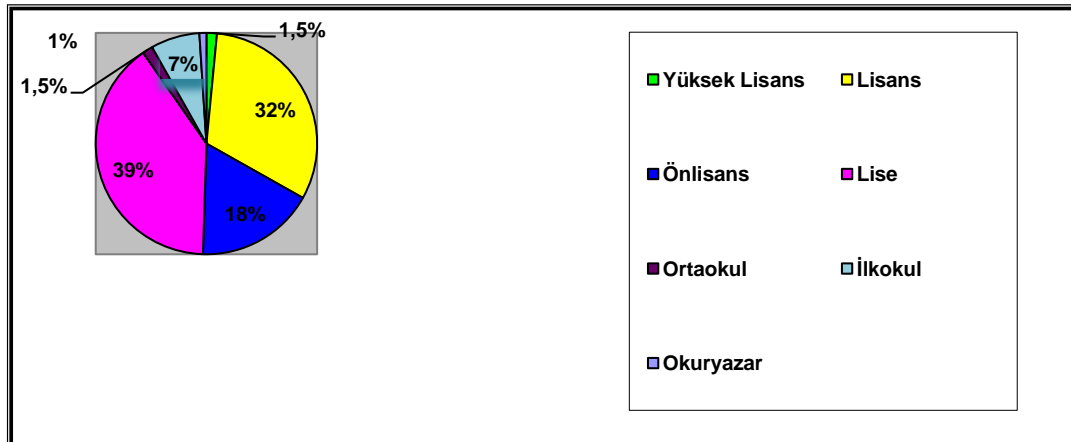 1,5%
1%
7%
1,5%
32%
39%
18%
Yüksek Lisans
Lisans
Önlisans
Lise
Ortaokul
İlkokul
Okuryazar